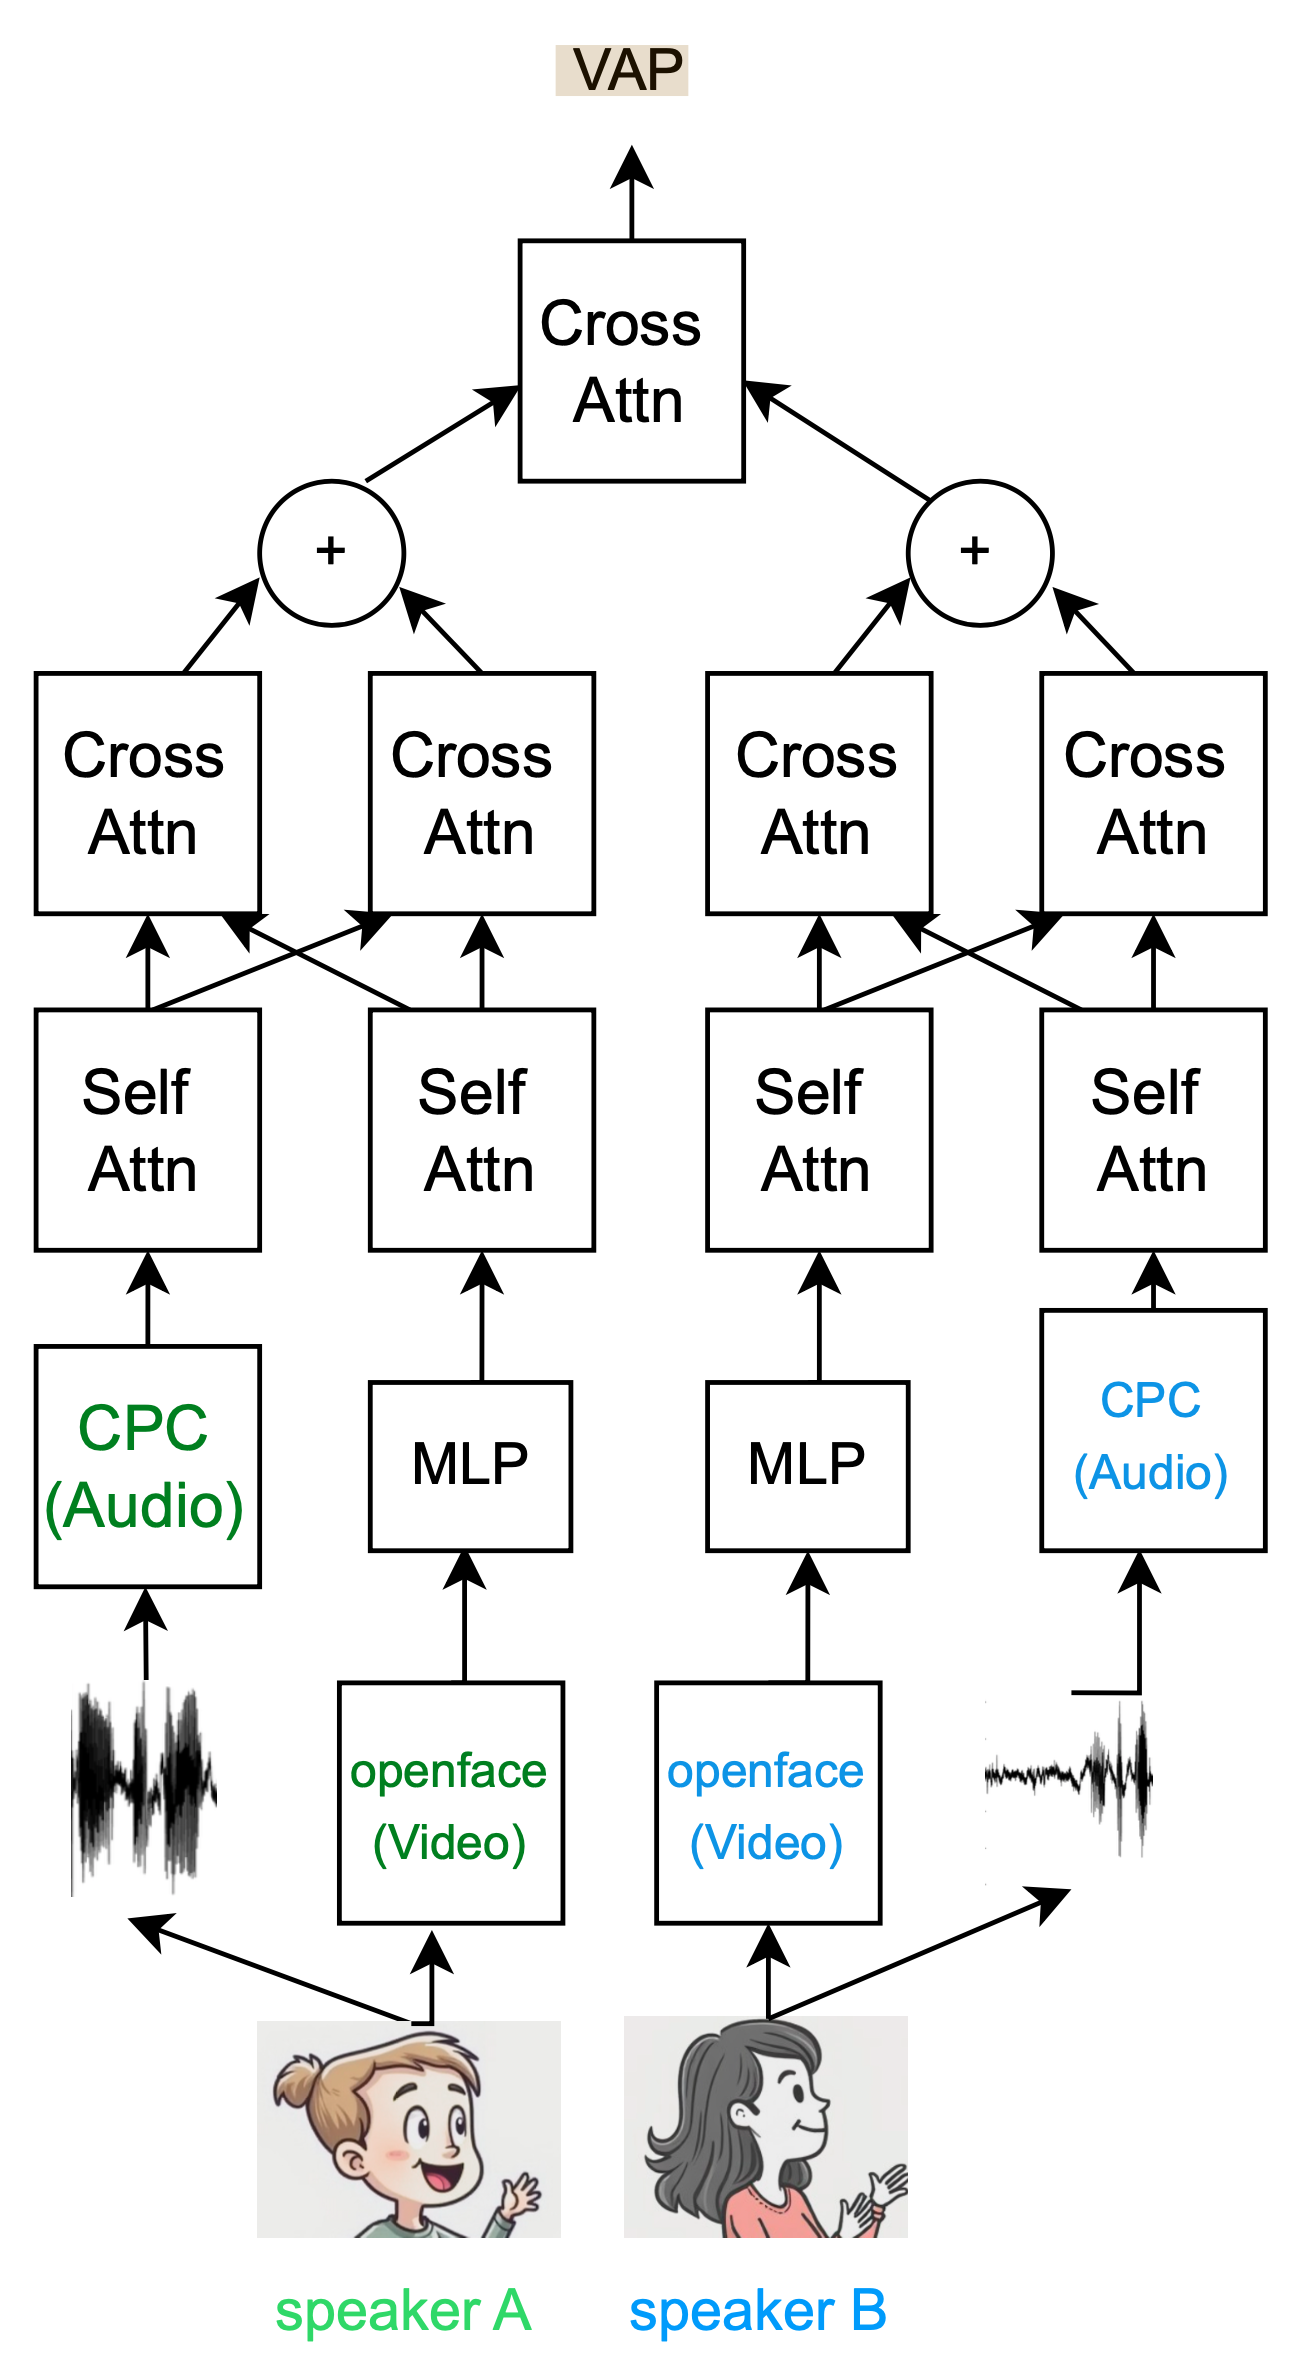 VAP
Cross
Attn
+
+
Cross
Attn
Cross
Attn
Cross
Attn
Cross
Attn
Self
Attn
Self
Attn
Self
Attn
Self
Attn
CPC
(Audio)
MLP
MLP
CPC
(Audio)
openface
(Video)
openface
(Video)
speaker A
speaker B